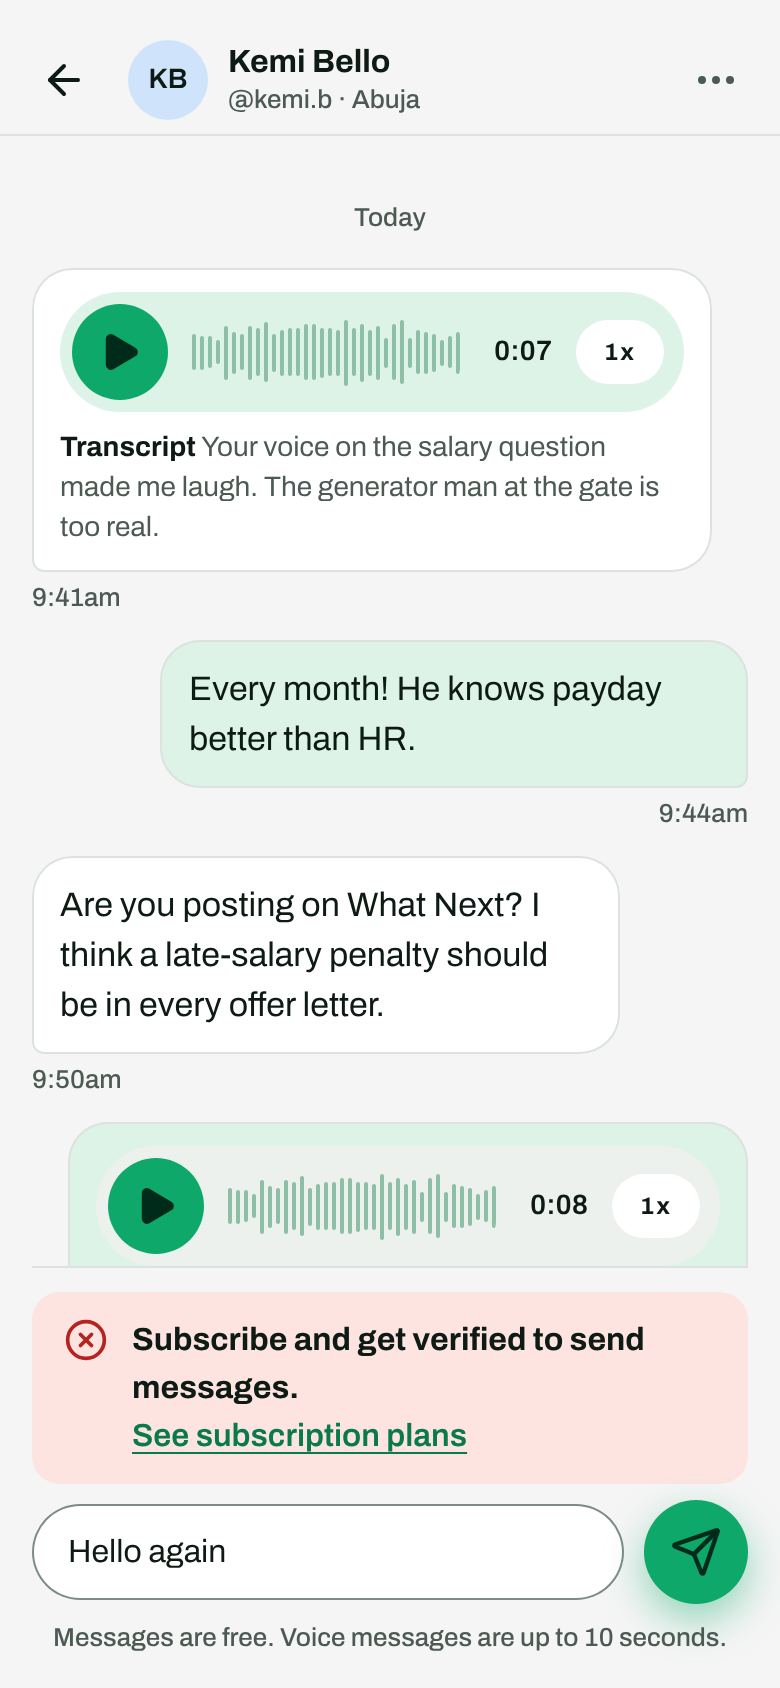 KB
Kemi Bello
@kemi.b · Abuja
Today
0:07
1x
Transcript Your voice on the salary question
made me laugh. The generator man at the gate is
too real.
9:41am
Every month! He knows payday
better than HR.
9:44am
Are you posting on What Next? I
think a late-salary penalty should
be in every offer letter.
9:50am
0:08
1x
Subscribe and get verified to send
messages.
See subscription plans
Hello again
Messages are free. Voice messages are up to 10 seconds.